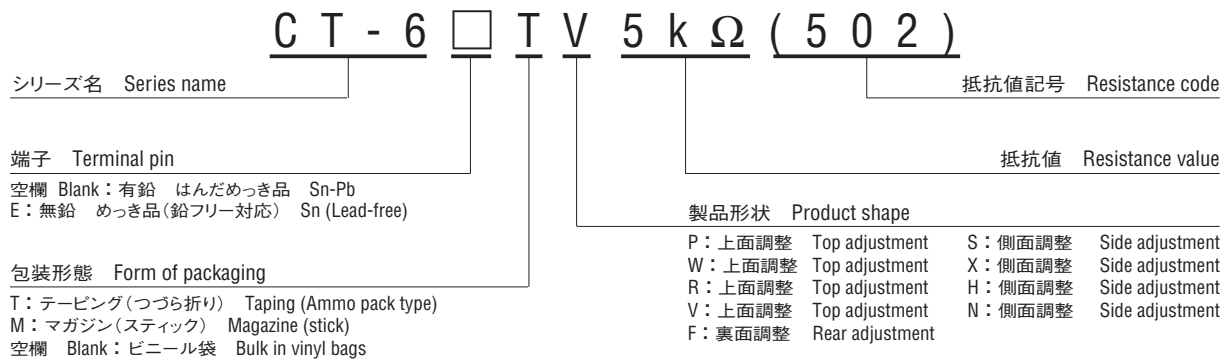 CT-6□TV 5kΩ(502)
シリーズ名 Series name
抵抗値記号 Resistance code
端子 Terminal pin
空欄 Blank：有鉛 はんだめっき品 Sn-Pb
E：無鉛 めっき品（鉛フリー対応） Sn (Lead-free)
抵抗値 Resistance value
包装形態 Form of packaging
T：テーピング（つづら折り） Taping (Ammo pack type)
M：マガジン（スティック） Magazine (stick)
空欄 Blank：ビニール袋 Bulk in vinyl bags
製品形状 Product shape
P：上面調整 Top adjustment S：側面調整 Side adjustment
W：上面調整 Top adjustment X：側面調整 Side adjustment
R：上面調整 Top adjustment H：側面調整 Side adjustment
V：上面調整 Top adjustment N：側面調整 Side adjustment
F：裏面調整 Rear adjustment